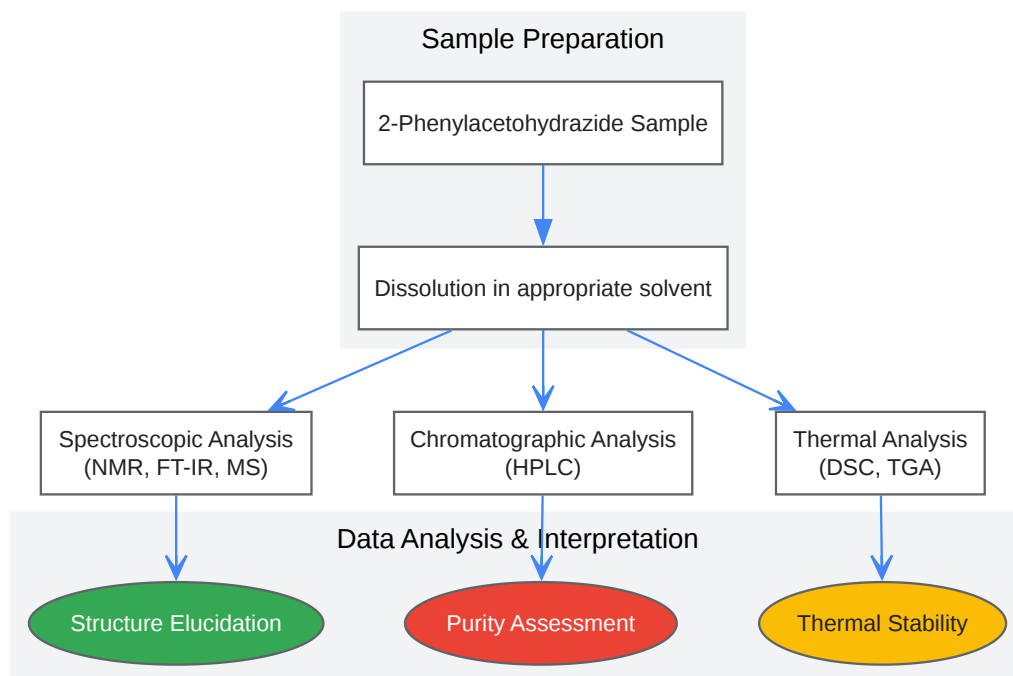 Sample Preparation
2-Phenylacetohydrazide Sample
Dissolution in appropriate solvent
Spectroscopic Analysis
(NMR, FT-IR, MS)
Chromatographic Analysis
(HPLC)
Thermal Analysis
(DSC, TGA)
Data Analysis & Interpretation
Structure Elucidation
Purity Assessment
Thermal Stability